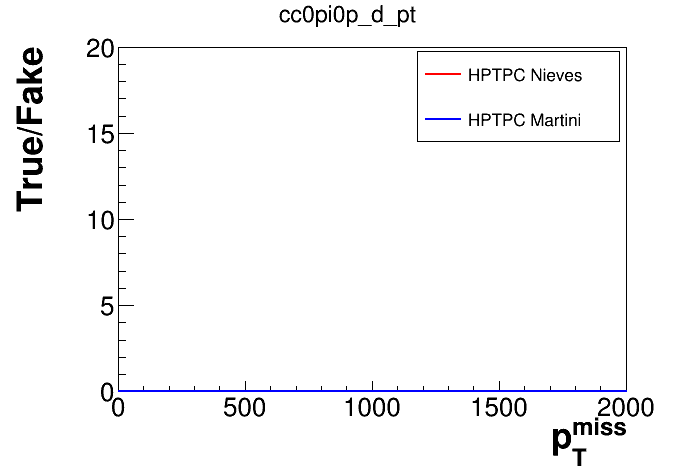 cc0pi0p_d_pt
True/Fake
20
15
10
5
0
HPTPC Nieves
HPTPC Martini
0 500 1000 1500 2000
p_T^miss